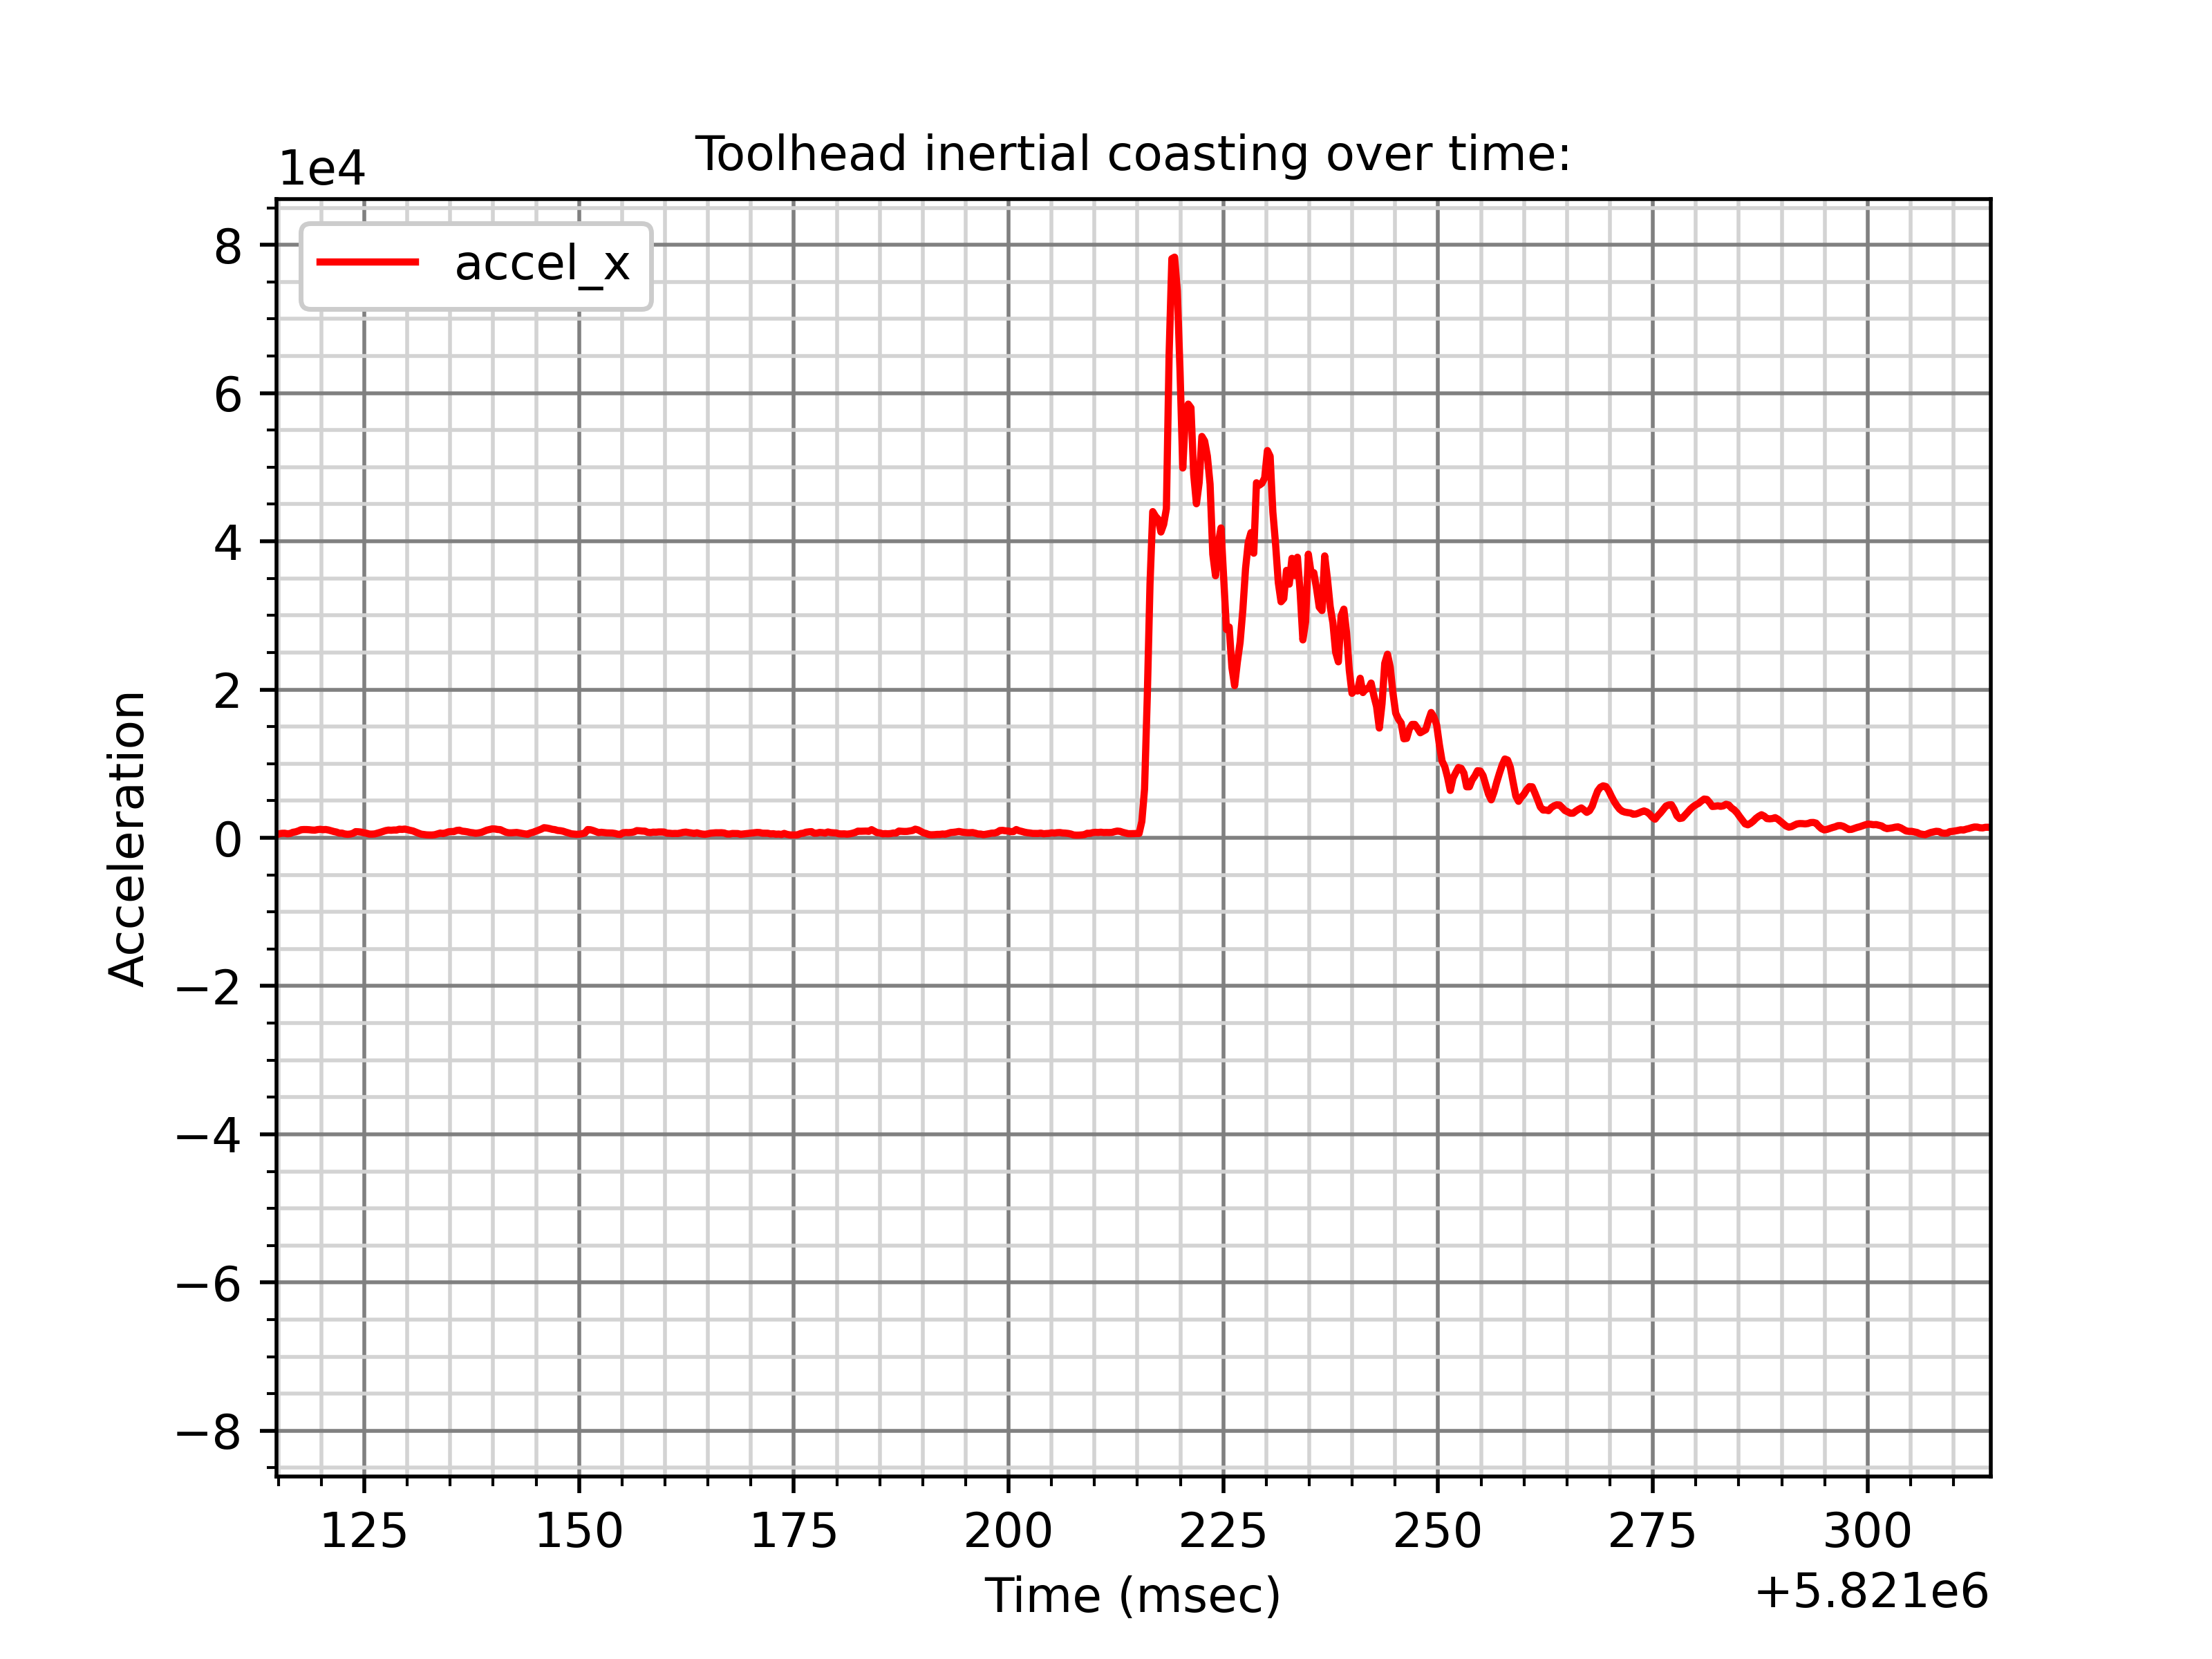 Toolhead inertial coasting over time:
1e4
accel_x
8
6
4
2
0
−2
−4
−6
−8
Acceleration
125 150 175 200 225 250 275 300
Time (msec)
+5.821e6